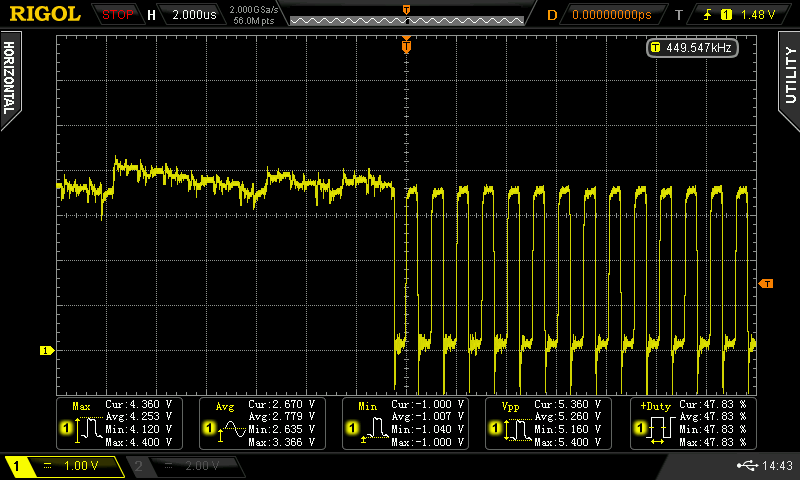 RIGOL STOP H 2.000us 2.000GSa/s 56.0M pts T D 0.00000000ps T 1 1.48 V
HORIZONTAL
T 449.547kHz
UTILITY
T
T
1
Max Cur:4.360 V
Avg:4.253 V
1 Min:4.120 V
Max:4.400 V
Avg Cur:2.670 V
Avg:2.779 V
1 Min:2.635 V
Max:3.366 V
Min Cur:-1.000 V
Avg:-1.007 V
1 Min:-1.040 V
Max:-1.000 V
Vpp Cur:5.360 V
Avg:5.260 V
1 Min:5.160 V
Max:5.400 V
+Duty Cur:47.83 %
Avg:47.83 %
1 Min:47.83 %
Max:47.83 %
1 1.00 V 2 2.00 V 14:43